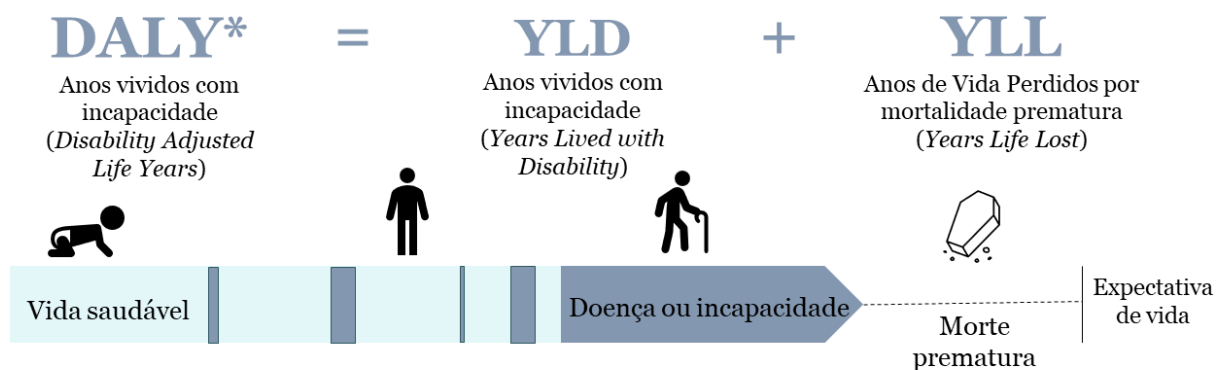 DALY* = YLD + YLL
Anos vividos com
incapacidade
(Disability Adjusted
Life Years)
Anos vividos com
incapacidade
(Years Lived with
Disability)
Anos de Vida Perdidos por
mortalidade prematura
(Years Life Lost)
Vida saudável
Doença ou incapacidade
Morte
prematura
Expectativa
de vida